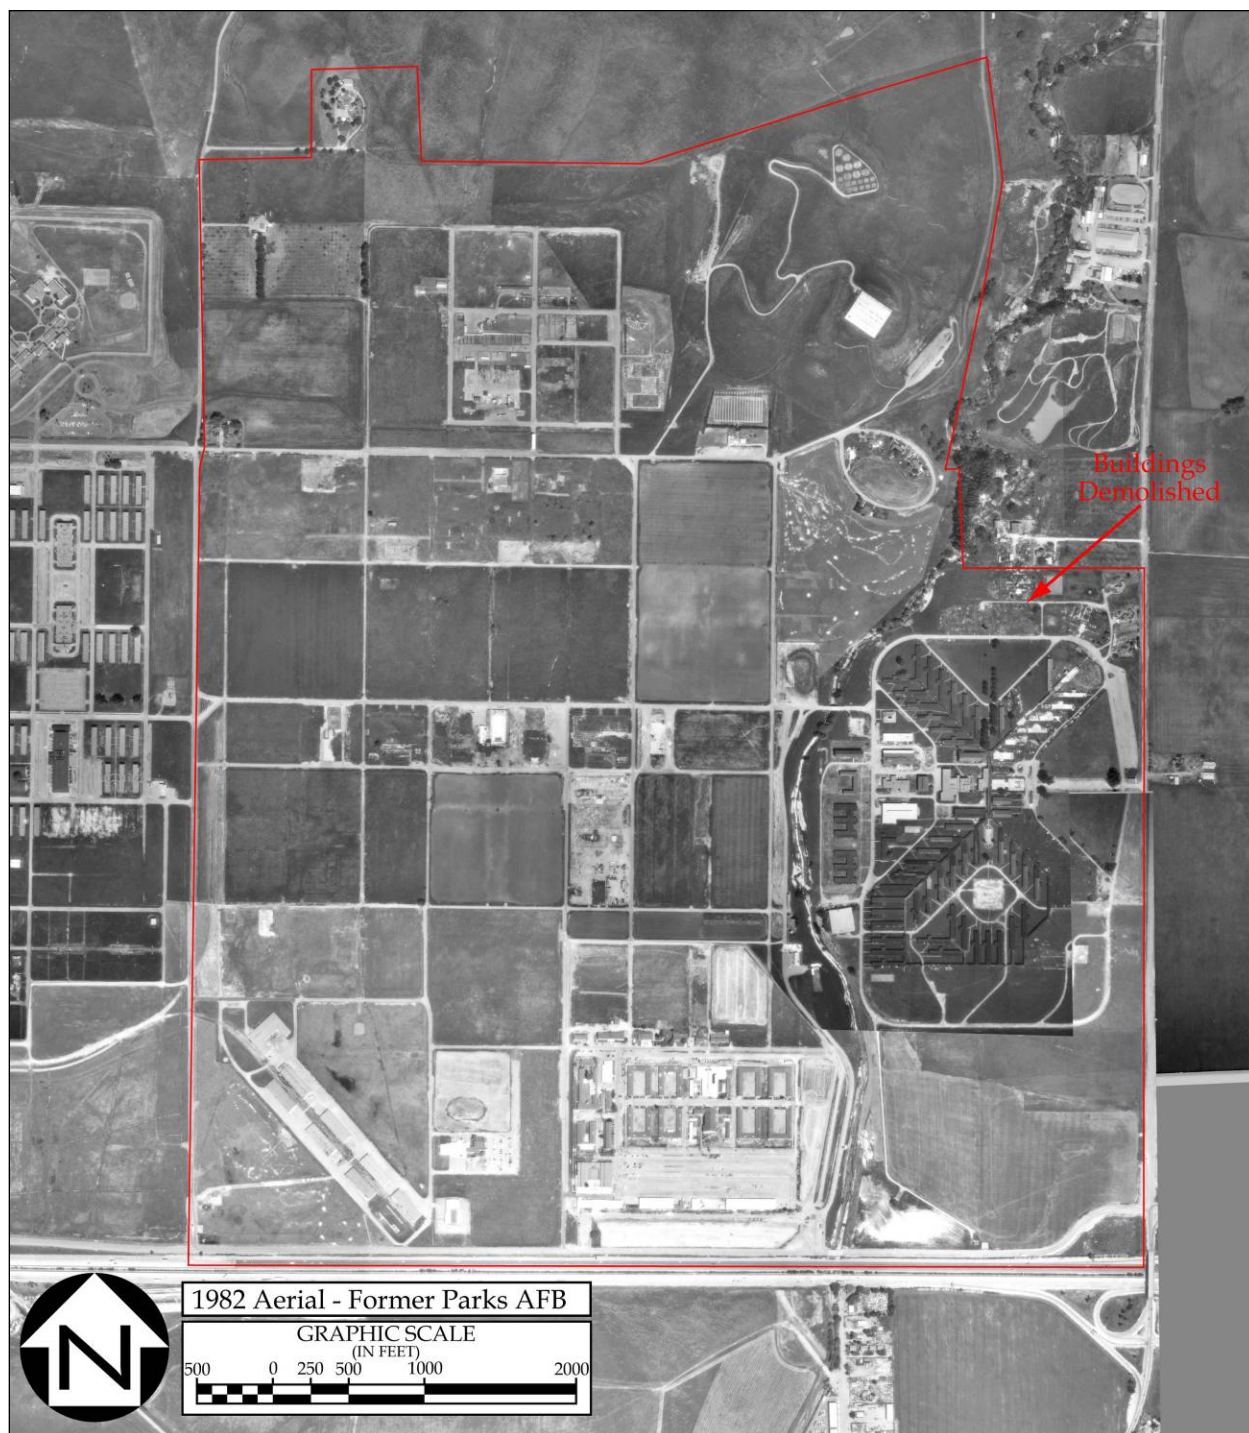 Buildings
Demolished
N
1982 Aerial - Former Parks AFB
GRAPHIC SCALE
(IN FEET)
500 0 250 500 1000 2000